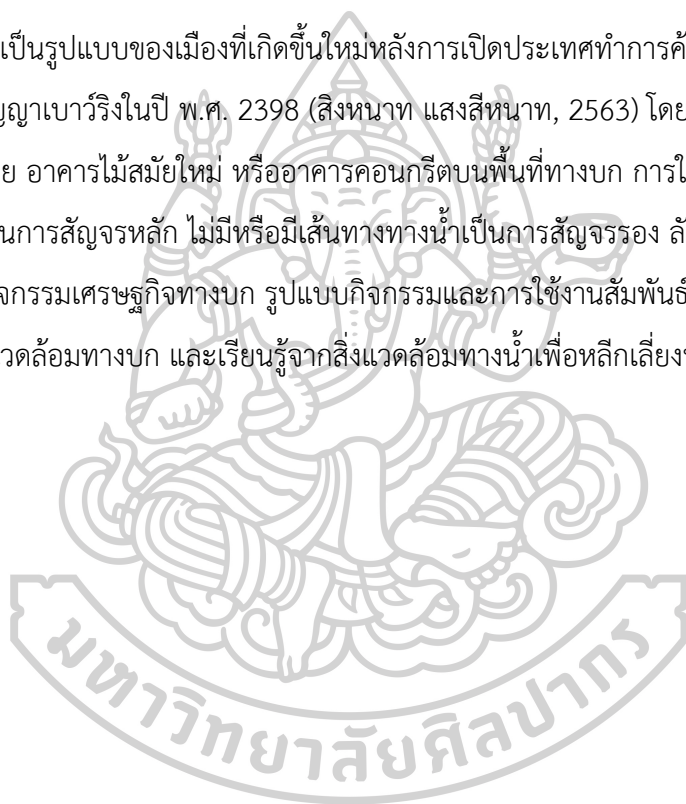 เป็นรูปแบบของเมืองที่เกิดขึ้นใหม่หลังการเปิดประเทศทำการค้
ญญาเบาว์ริงในปี พ.ศ. 2398 (สิงหนาท แสงสีหนาท, 2563) โดย
ย อาคารไม้สมัยใหม่ หรืออาคารคอนกรีตบนพื้นที่ทางบก การใ
นการสัญจรหลัก ไม่มีหรือมีเส้นทางทางน้ำเป็นการสัญจรรอง ลั
จกรรมเศรษฐกิจทางบก รูปแบบกิจกรรมและการใช้งานสัมพันธ์
วดล้อมทางบก และเรียนรู้จากสิ่งแวดล้อมทางน้ำเพื่อหลีกเลี่ยง
มหาวิทยาลัยศิลปากร